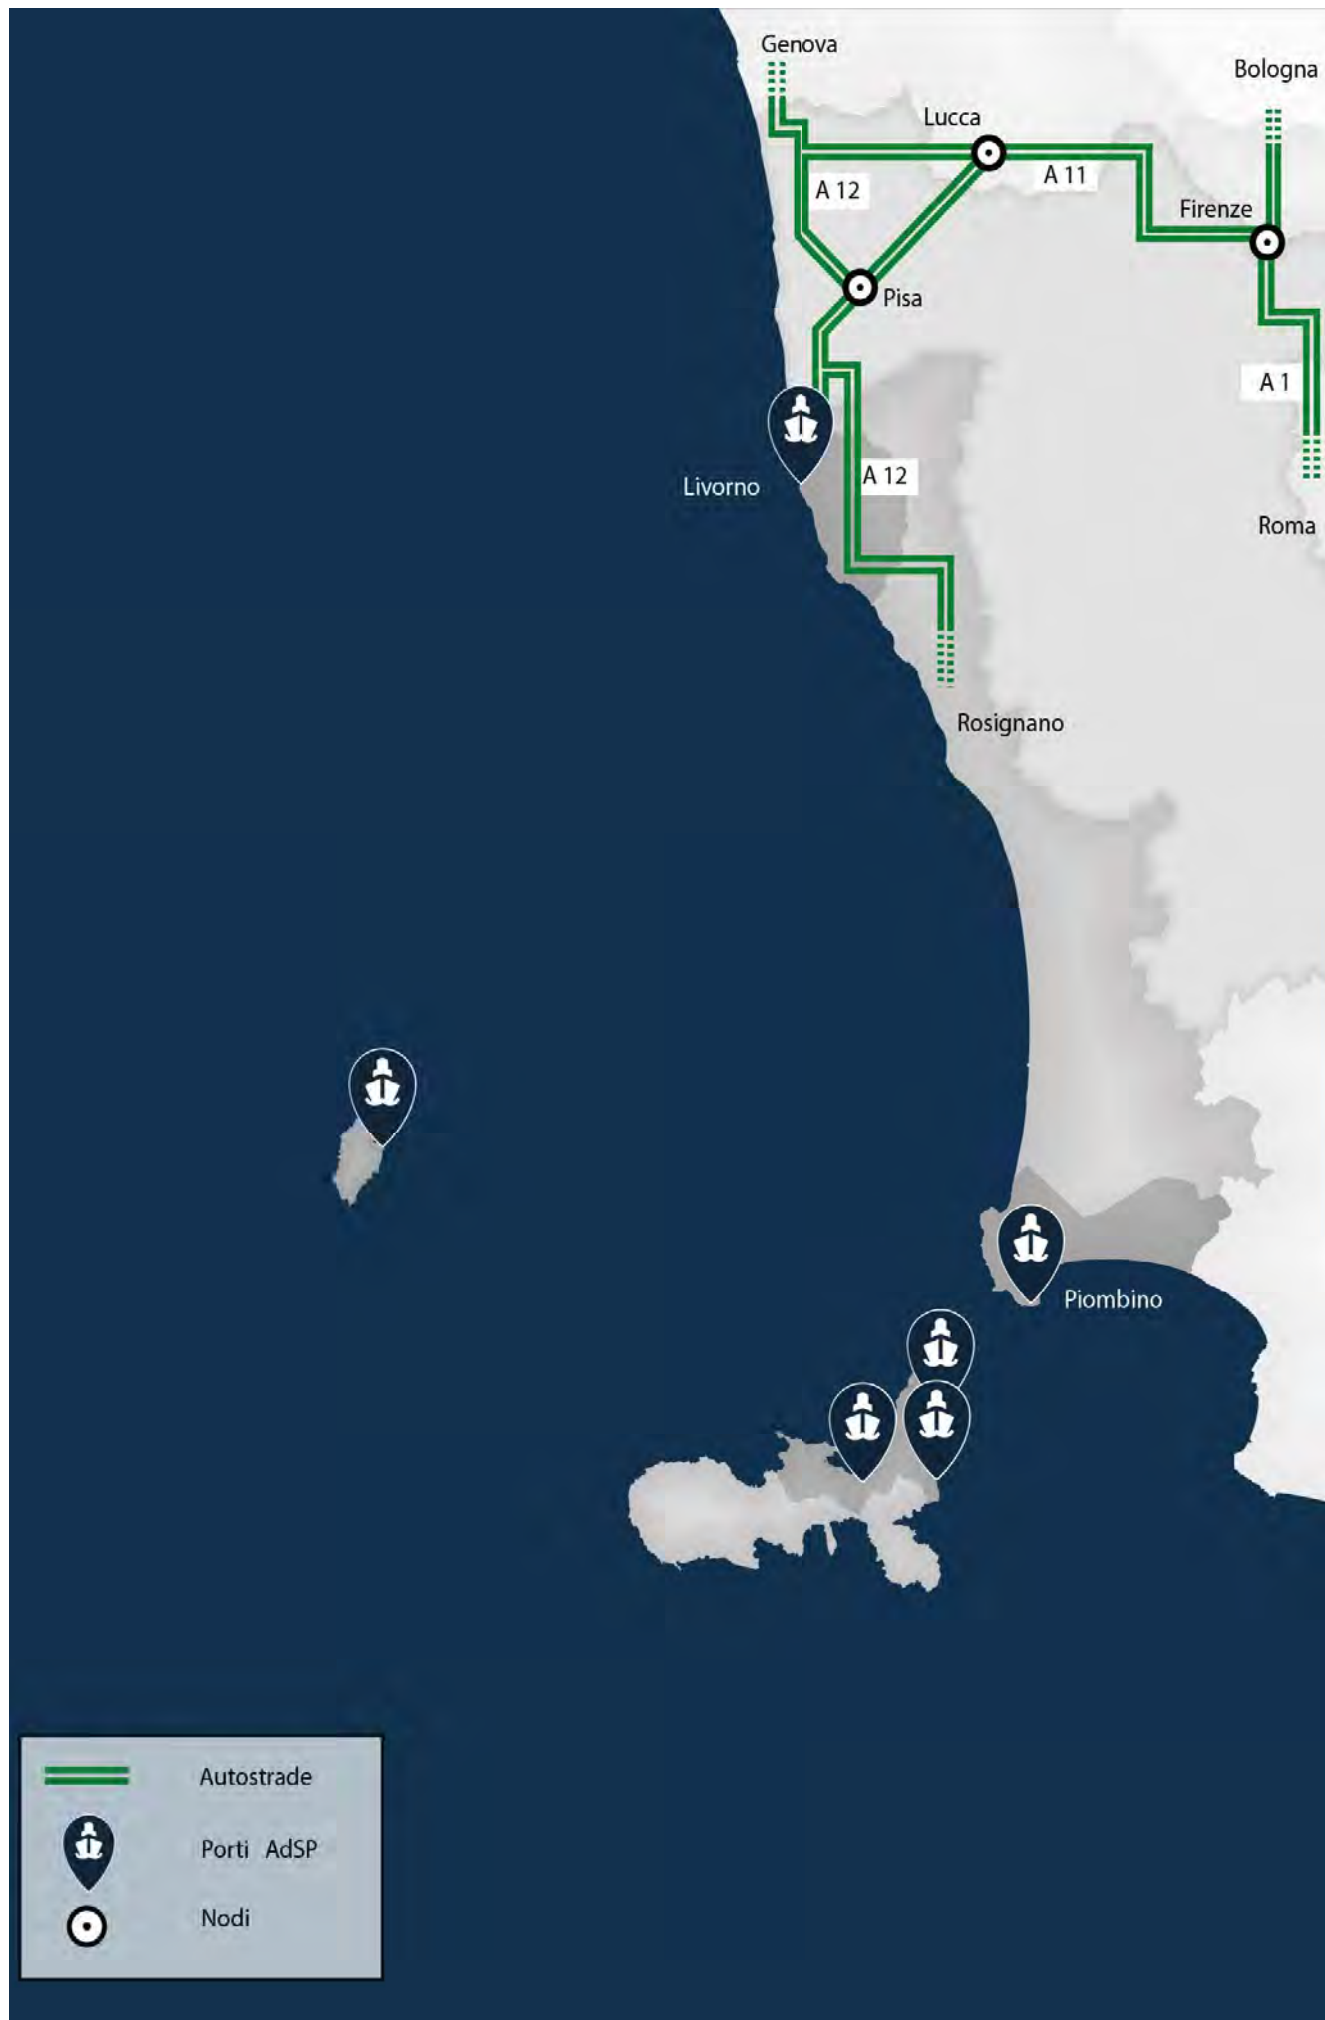 Genova
Bologna
Lucca
A 11
A 12
Firenze
Pisa
A 1
A 12
Livorno
Roma
Rosignano
Piombino
Autostrade
Porti AdSP
Nodi